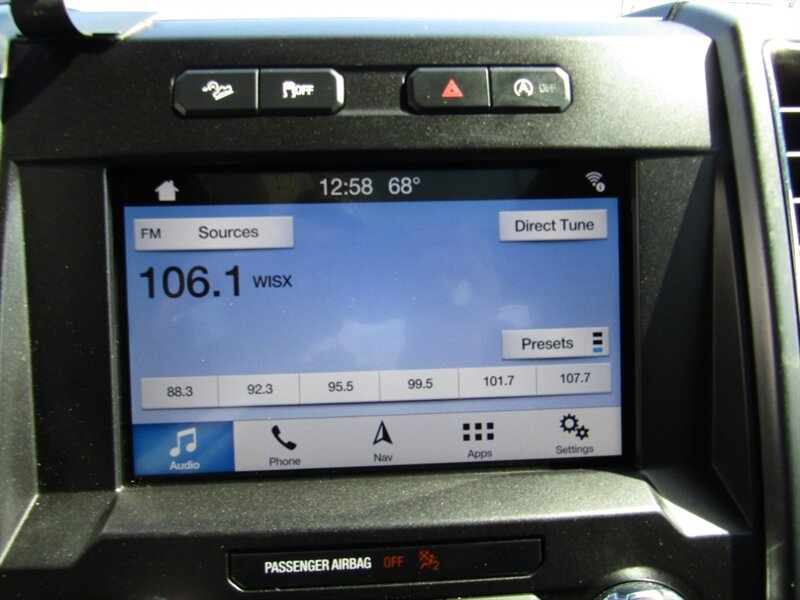 OFF OFF
12:58 68°
FM Sources Direct Tune
106.1 WISX
Presets
88.3 92.3 95.5 99.5 101.7 107.7
Audio Phone Nav Apps Settings
PASSENGER AIRBAG OFF 2